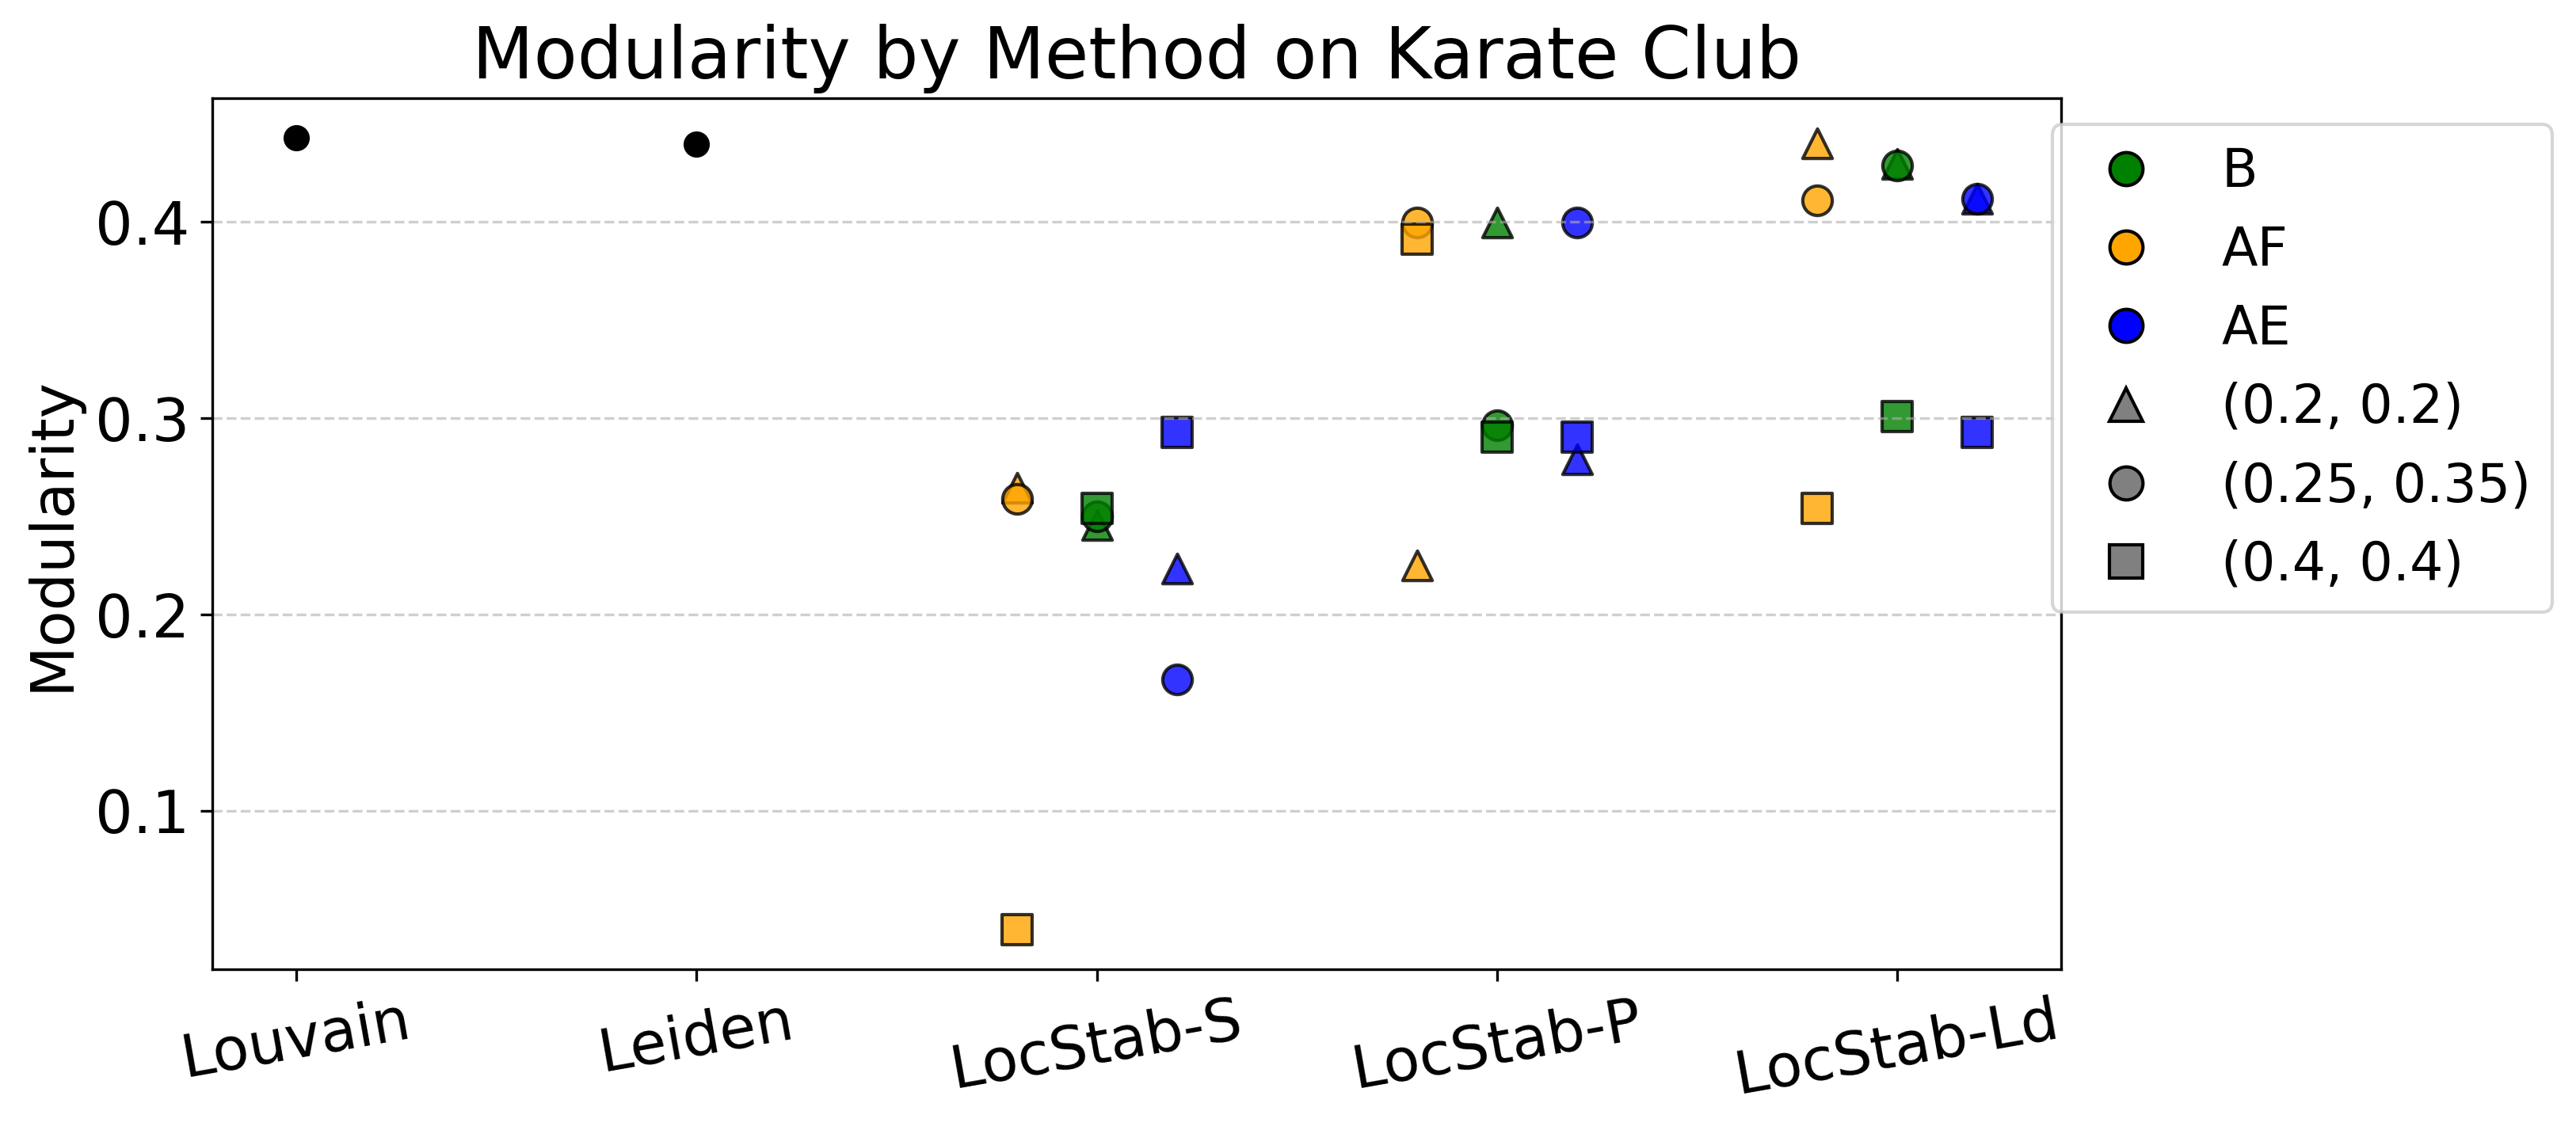 Modularity by Method on Karate Club
Modularity
0.4
0.3
0.2
0.1
Louvain
Leiden
LocStab-S
LocStab-P
LocStab-Ld
B
AF
AE
(0.2, 0.2)
(0.25, 0.35)
(0.4, 0.4)